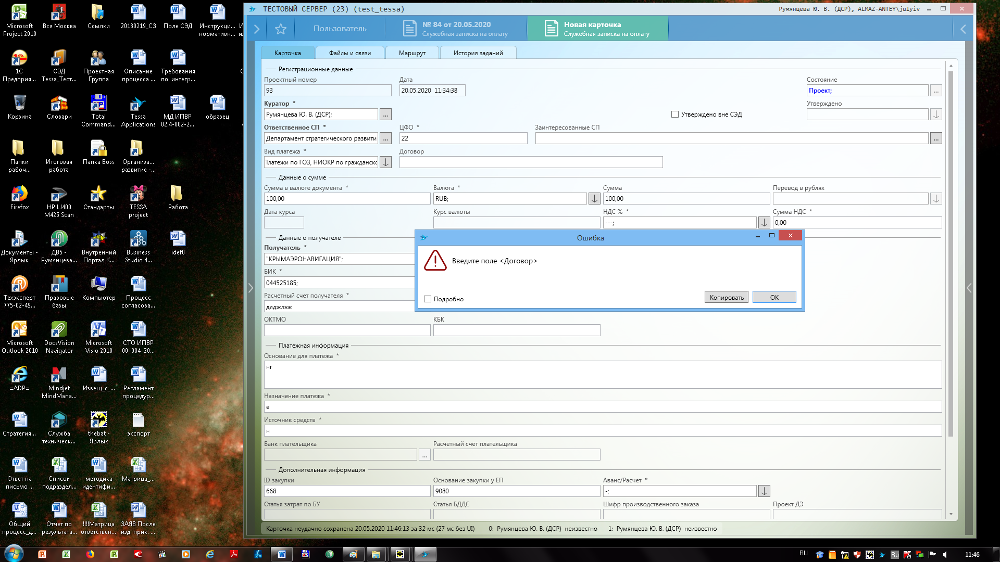 Microsoft
Project 2010
Вся Москва
Ссылки
20180219_СЗ
Поле СЭД
Инструкци...
нормативн...
1С
Предприя...
СЭД
Tessa_Тест...
Проектная
Группа
Описание
процесса ...
Требования
по интегр...
Корзина
Словари
Total
Command...
Tessa
Applications
МД ИПВР
02.4-002-2...
образец
Папки
рабоч...
Итоговая
работа
Папка Boss
Организа...
развитие -...
Firefox
HP LJ400
M425 Scan
Стандарты
TESSA
project
Работа
Документы -
Ярлык
ДВ5 -
Румянцева...
Внутренний
Портал К...
Business
Studio 4...
idef0
Техэксперт
775-02-49...
Правовые
базы
Компьютер
Процесс
согласова...
Microsoft
Outlook 2010
DocsVision
Navigator
Microsoft
Visio 2010
СТО ИПВР
00–004–20...
=ADP=
Mindjet
MindMana...
Извещ_с_...
Регламент
процедур...
Стратегия...
Служба
техническ...
thebat -
Ярлык
экспорт
Ответ на
письмо ...
Список
подраздел...
методика
идентифи...
Матрица_...
Общий
процесс_д...
Отчет по
результата...
!!!!Матрица
ответствен...
ЗАЯВ После
изд. прик. ...
ТЕСТОВЫЙ СЕРВЕР (23) (test_tessa)
Румянцева Ю. В. (ДСР), ALMAZ-ANTEY\julyiv
Пользователь
№ 84 от 20.05.2020
Служебная записка на оплату
Новая карточка
Служебная записка на оплату
Карточка
Файлы и связи
Маршрут
История заданий
Регистрационные данные
Проектный номер
Дата
Состояние
93
20.05.2020 11:34:38
Проект;
...
Куратор *
Утверждено
Румянцева Ю. В. (ДСР);
...
Утверждено вне СЭД
Ответственное СП *
ЦФО *
Заинтересованные СП
Департамент стратегического развити
...
22
...
Вид платежа *
Договор
Платежи по ГОЗ, НИОКР по гражданскс
Данные о сумме
Сумма в валюте документа *
Валюта *
Сумма
Перевод в рублях
100,00
RUB;
100,00
Дата курса
Курс валюты
НДС % *
Сумма НДС *
---;
0,00
Данные о получателе
Получатель *
"КРЫМАЭРОНАВИГАЦИЯ";
БИК *
044525185;
Расчетный счет получателя *
длджлэж
ОКТМО
КБК
Ошибка
Введите поле <Договор>
Подробно
Копировать
ОК
Платежная информация
Основание для платежа *
нг
Назначение платежа *
е
Источник средств *
н
Банк плательщика
Расчетный счет плательщика
...
Дополнительная информация
ID закупки
Основание закупки у ЕП
Аванс/Расчет *
668
9080
-;
Статья затрат по БУ
Статья БДДС
Шифр производственного заказа
Проект ДЭ
Карточка неудачно сохранена 20.05.2020 11:46:13 за 32 мс (27 мс без UI)
0: Румянцева Ю. В. (ДСР) неизвестно
1: Румянцева Ю. В. (ДСР) неизвестно
RU
Ru
11:46